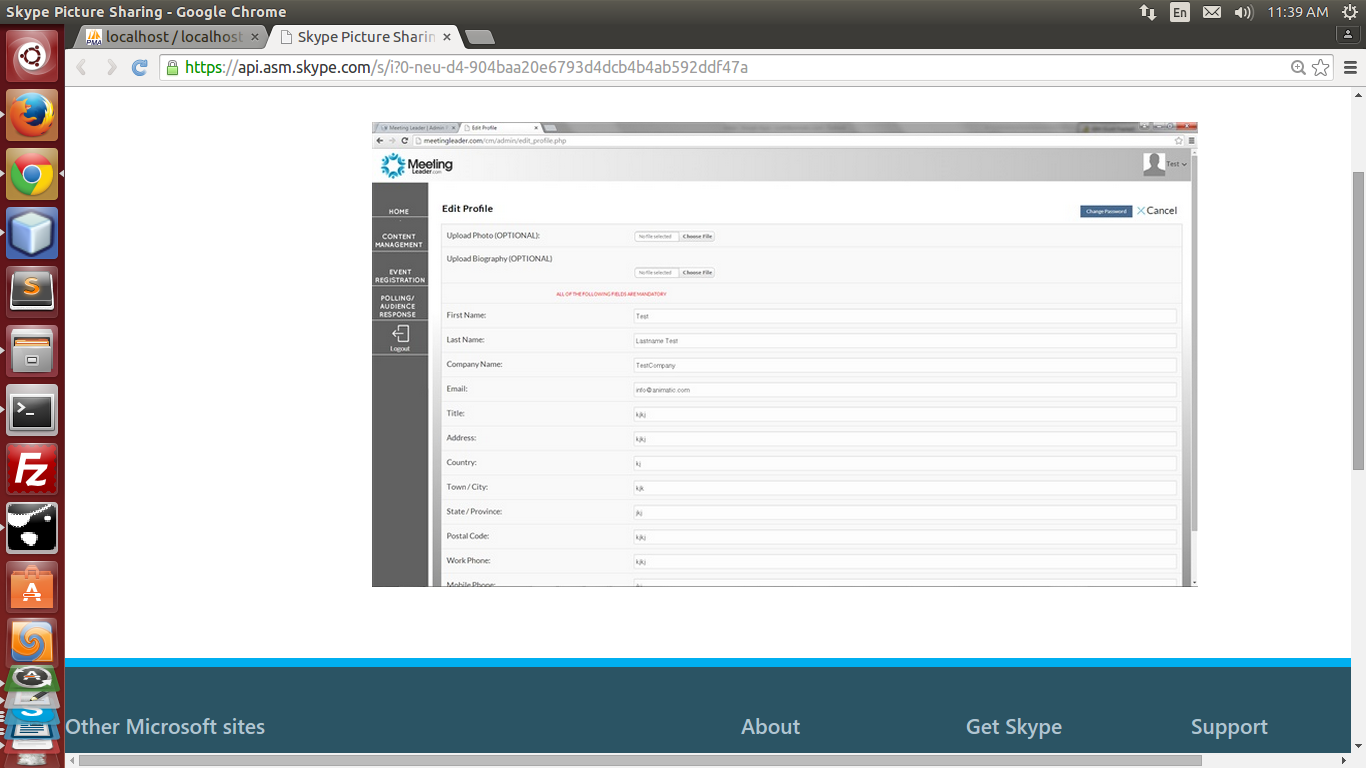 Skype Picture Sharing - Google Chrome
En
11:39 AM
localhost / localhost
Skype Picture Sharin
https://api.asm.skype.com/s/i?0-neu-d4-904baa20e6793d4dcb4b4ab592ddf47a
Meeting Leader | Admin
Edit Profile
meetingleader.com/cm/admin/edit_profile.php
Meeting
Leader.com
Test
HOME
CONTENT
MANAGEMENT
EVENT
REGISTRATION
POLLING/
AUDIENCE
RESPONSE
Logout
Edit Profile
Change Password
Cancel
Upload Photo (OPTIONAL):
No file selected
Choose File
Upload Biography (OPTIONAL)
No file selected
Choose File
ALL OF THE FOLLOWING FIELDS ARE MANDATORY
First Name:
Test
Last Name:
Lastname Test
Company Name:
TestCompany
Email:
info@animatic.com
Title:
kjkj
Address:
kjkj
Country:
kj
Town / City:
kjk
State / Province:
jkj
Postal Code:
kjkj
Work Phone:
kjkj
Mobile Phone:
Other Microsoft sites
About
Get Skype
Support